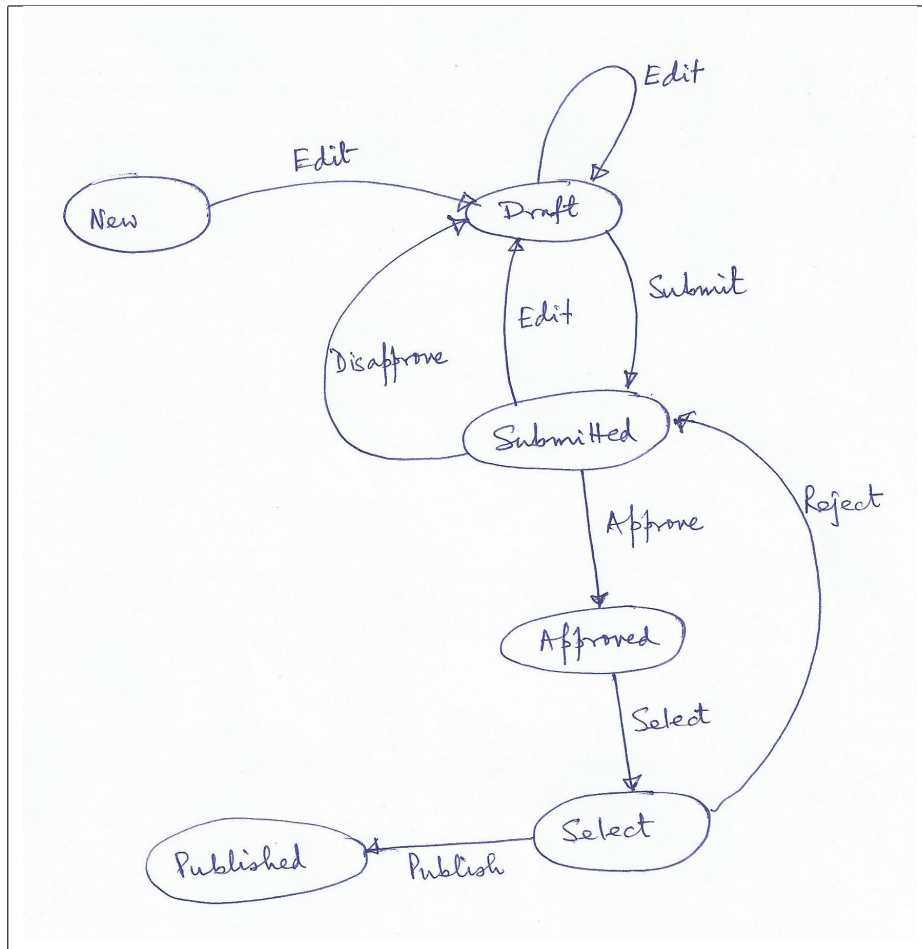 Edit
Edit
New
Draft
Submit
Edit
Disapprove
Submitted
Reject
Approve
Approved
Select
Select
Published
Publish